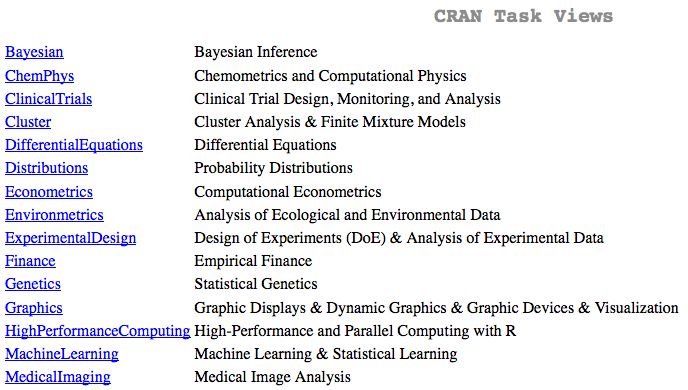 CRAN Task Views
Bayesian Bayesian Inference
ChemPhys Chemometrics and Computational Physics
ClinicalTrials Clinical Trial Design, Monitoring, and Analysis
Cluster Cluster Analysis & Finite Mixture Models
DifferentialEquations Differential Equations
Distributions Probability Distributions
Econometrics Computational Econometrics
Environmetrics Analysis of Ecological and Environmental Data
ExperimentalDesign Design of Experiments (DoE) & Analysis of Experimental Data
Finance Empirical Finance
Genetics Statistical Genetics
Graphics Graphic Displays & Dynamic Graphics & Graphic Devices & Visualization
HighPerformanceComputing High-Performance and Parallel Computing with R
MachineLearning Machine Learning & Statistical Learning
MedicalImaging Medical Image Analysis